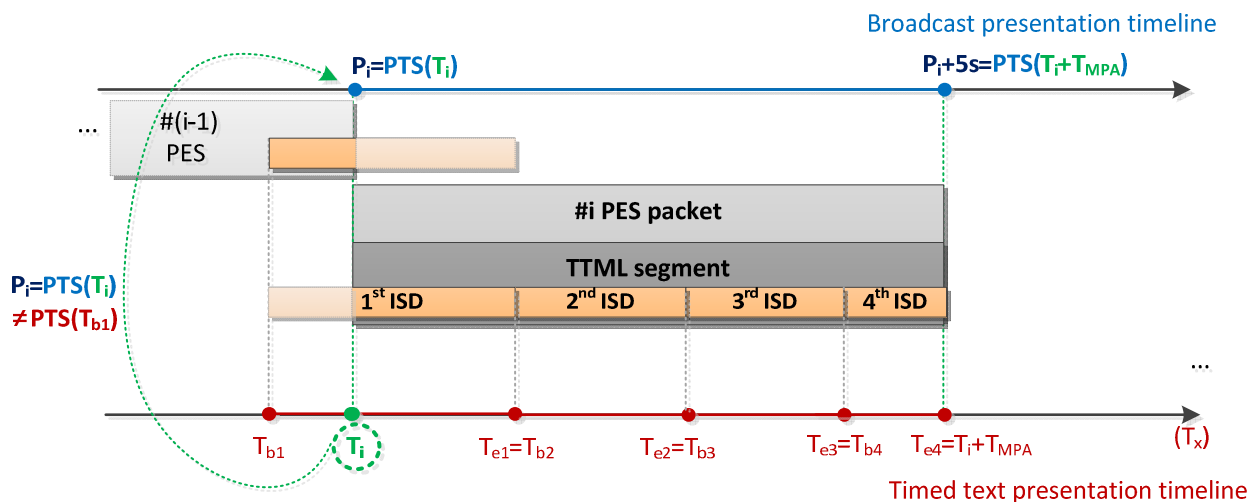 Broadcast presentation timeline
Pi=PTS(Ti)
Pi+5s=PTS(Ti+TMPA)
...
#(i-1)
PES
#i PES packet
TTML segment
Pi=PTS(Ti)
≠PTS(Tb1)
1st ISD
2nd ISD
3rd ISD
4th ISD
...
Tb1
Ti
Te1=Tb2
Te2=Tb3
Te3=Tb4
Te4=Ti+TMPA
(Tx)
Timed text presentation timeline